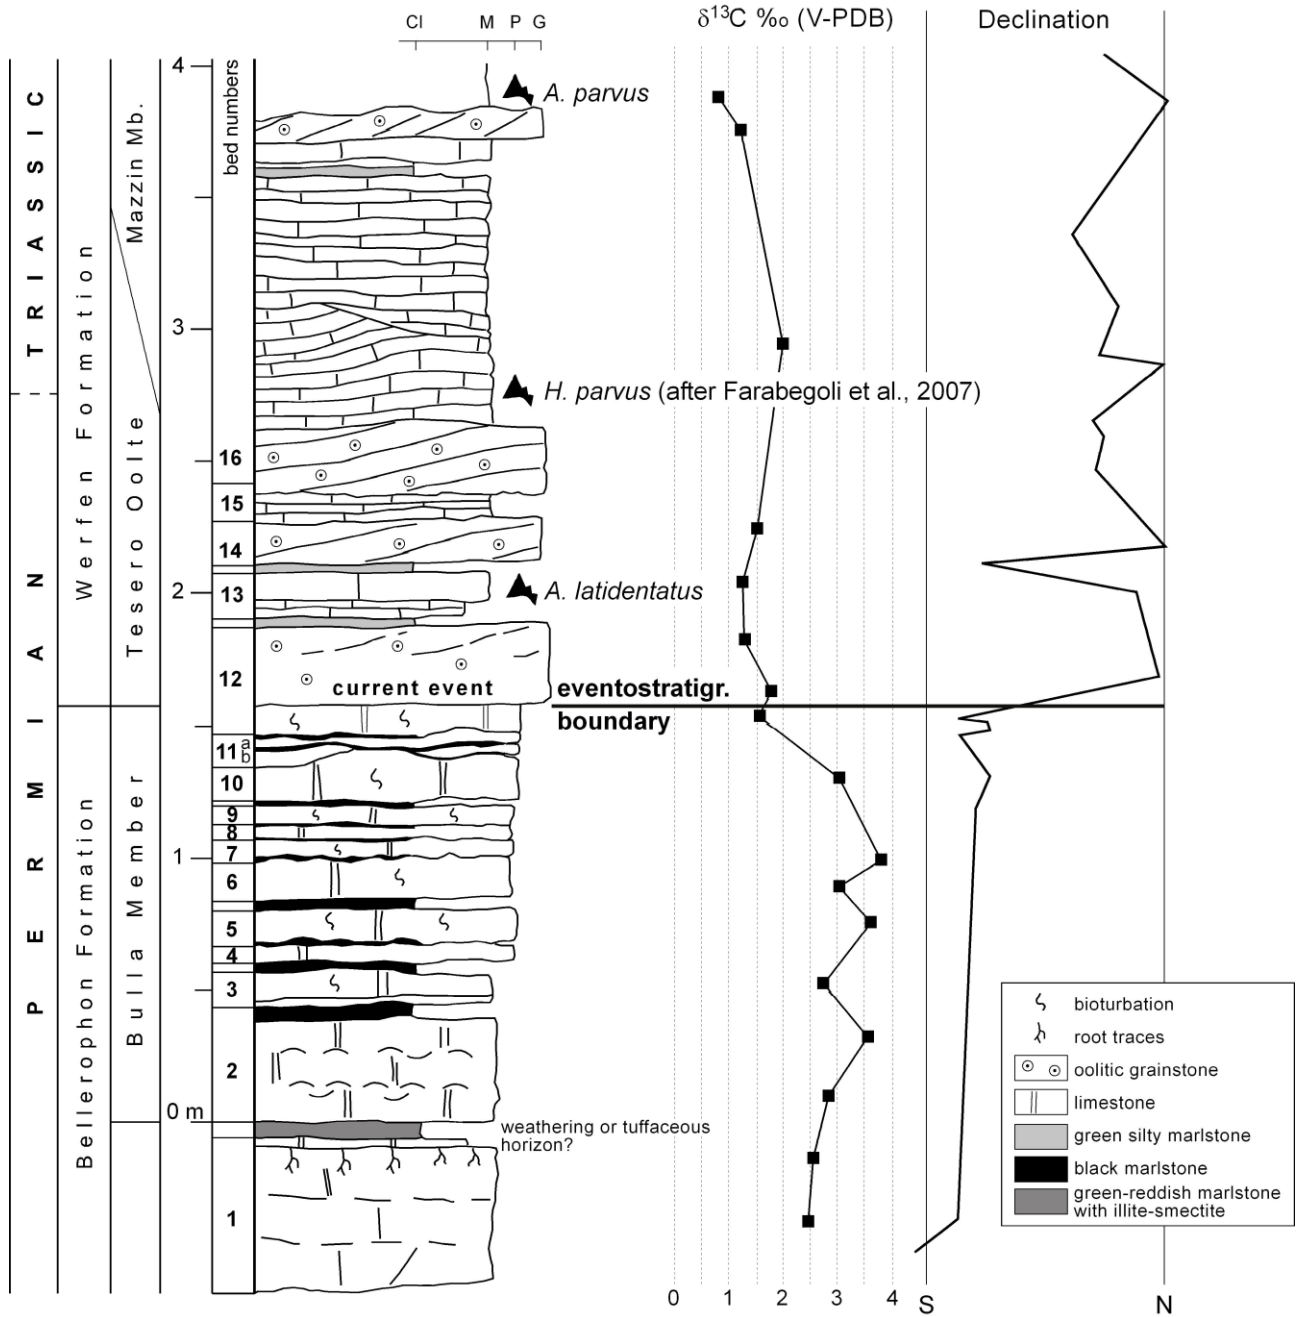 Cl M P G
δ¹³C ‰ (V-PDB)
Declination
TRIASSIC
PERMIAN
Werfen Formation
Bellerophon Formation
Mazzin Mb.
Tesero Oolte
Bulla Member
bed numbers
4
3
2
1
0 m
16
15
14
13
12
11 a b
10
9
8
7
6
5
4
3
2
1
A. parvus
H. parvus (after Farabegoli et al., 2007)
A. latidentatus
current event
eventostratigr.
boundary
weathering or tuffaceous
horizon?
bioturbation
root traces
oolitic grainstone
limestone
green silty marlstone
black marlstone
green-reddish marlstone
with illite-smectite
0 1 2 3 4 S N